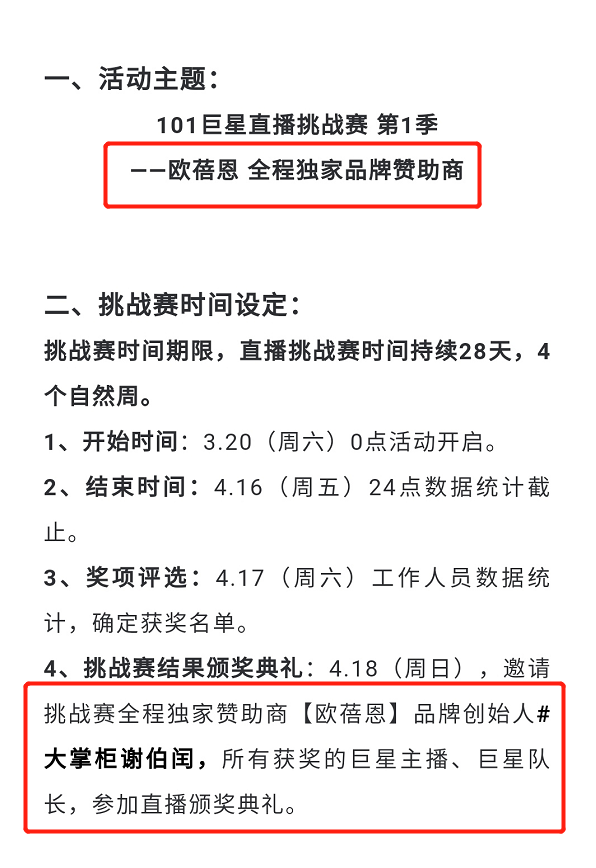 一、活动主题：
101巨星直播挑战赛 第1季
——欧蓓恩 全程独家品牌赞助商
二、挑战赛时间设定：
挑战赛时间期限，直播挑战赛时间持续28天，4
个自然周。
1、开始时间：3.20（周六）0点活动开启。
2、结束时间：4.16（周五）24点数据统计截
止。
3、奖项评选：4.17（周六）工作人员数据统
计，确定获奖名单。
4、挑战赛结果颁奖典礼：4.18（周日），邀请
挑战赛全程独家赞助商【欧蓓恩】品牌创始人#
大掌柜谢伯闰，所有获奖的巨星主播、巨星队
长，参加直播颁奖典礼。